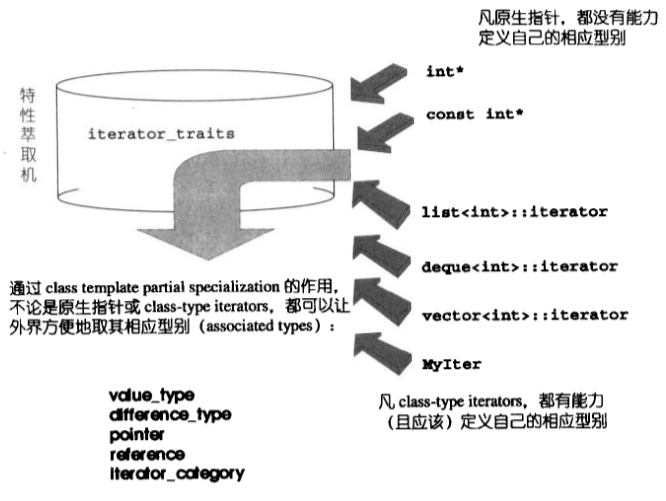 凡原生指针，都没有能力
定义自己的相应型别
int*
const int*
特性萃取机
iterator_traits
list<int>::iterator
deque<int>::iterator
vector<int>::iterator
MyIter
通过 class template partial specialization 的作用，
不论是原生指针或 class-type iterators，都可以让
外界方便地取其相应型别（associated types）：
value_type
difference_type
pointer
reference
iterator_category
凡 class-type iterators，都有能力
（且应该）定义自己的相应型别